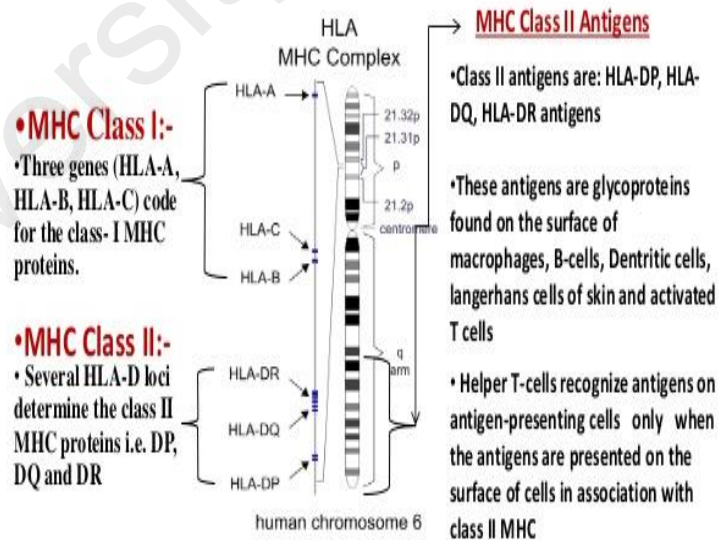 HLA
MHC Complex
HLA-A
21.32p
21.31p
p
21.2p
HLA-C
centromere
HLA-B
HLA-DR
q
arm
HLA-DQ
HLA-DP
human chromosome 6
•MHC Class I:-
•Three genes (HLA-A,
HLA-B, HLA-C) code
for the class- I MHC
proteins.
•MHC Class II:-
• Several HLA-D loci
determine the class II
MHC proteins i.e. DP,
DQ and DR
MHC Class II Antigens
•Class II antigens are: HLA-DP, HLA-
DQ, HLA-DR antigens
•These antigens are glycoproteins
found on the surface of
macrophages, B-cells, Dentritic cells,
langerhans cells of skin and activated
T cells
• Helper T-cells recognize antigens on
antigen-presenting cells only when
the antigens are presented on the
surface of cells in association with
class II MHC